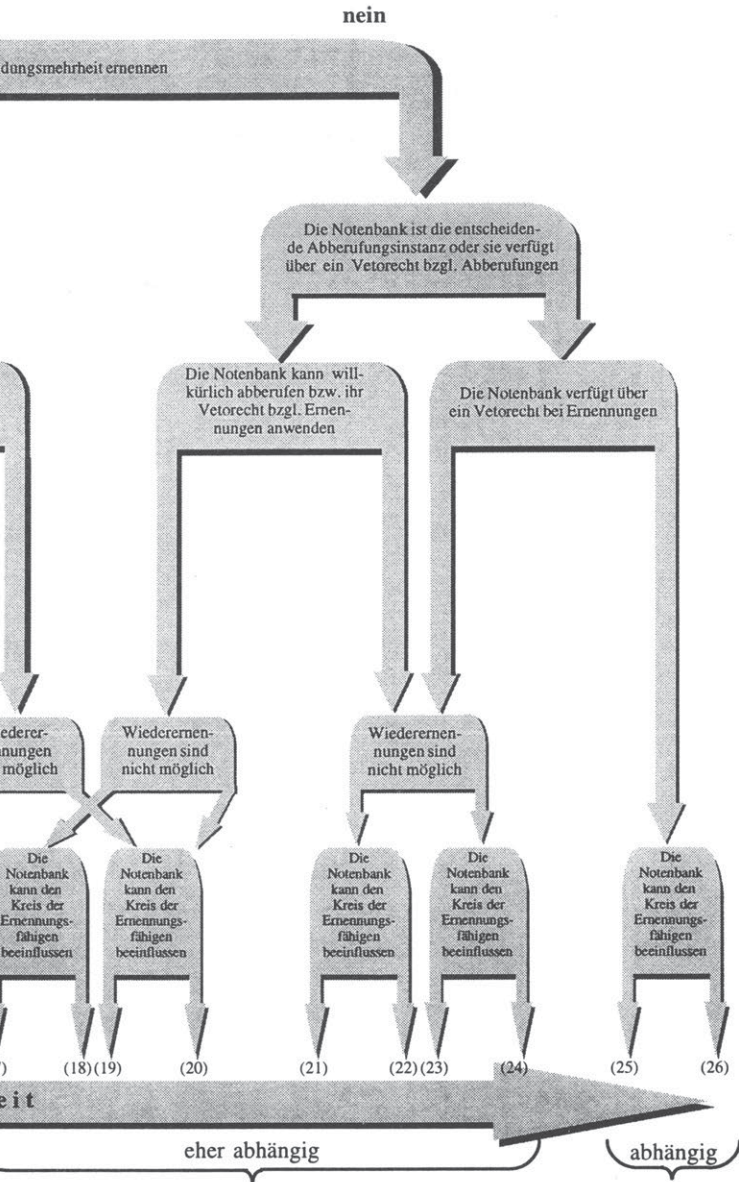 nein
dungsmehrheit ernennen
Die Notenbank ist die entscheiden-
de Abberufungsinstanz oder sie verfügt
über ein Vetorecht bzgl. Abberufungen
Die Notenbank kann will-
kürlich abberufen bzw. ihr
Vetorecht bzgl. Ernen-
nungen anwenden
Die Notenbank verfügt über
ein Vetorecht bei Ernennungen
ederer-
nungen
möglich
Wiederernen-
nungen sind
nicht möglich
Wiederernen-
nungen sind
nicht möglich
Die
Notenbank
kann den
Kreis der
Ernennungs-
fähigen
beeinflussen
Die
Notenbank
kann den
Kreis der
Ernennungs-
fähigen
beeinflussen
Die
Notenbank
kann den
Kreis der
Ernennungs-
fähigen
beeinflussen
Die
Notenbank
kann den
Kreis der
Ernennungs-
fähigen
beeinflussen
Die
Notenbank
kann den
Kreis der
Ernennungs-
fähigen
beeinflussen
(18) (19) (20) (21) (22) (23) (24) (25) (26)
eit
eher abhängig
abhängig